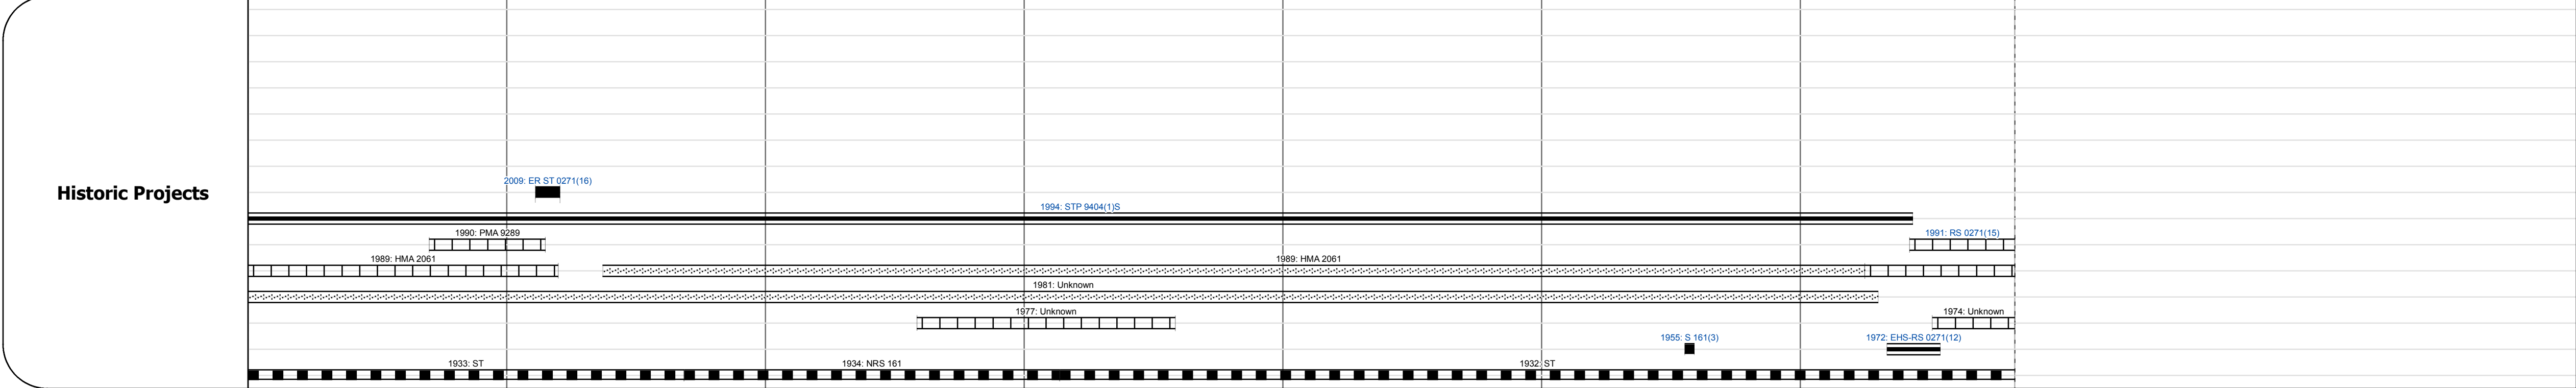 Historic Projects
2009: ER ST 0271(16)
1994: STP 9404(1)S
1990: PMA 9289
1991: RS 0271(15)
1989: HMA 2061
1989: HMA 2061
1981: Unknown
1977: Unknown
1974: Unknown
1955: S 161(3)
1972: EHS-RS 0271(12)
1933: ST
1934: NRS 161
1932: ST